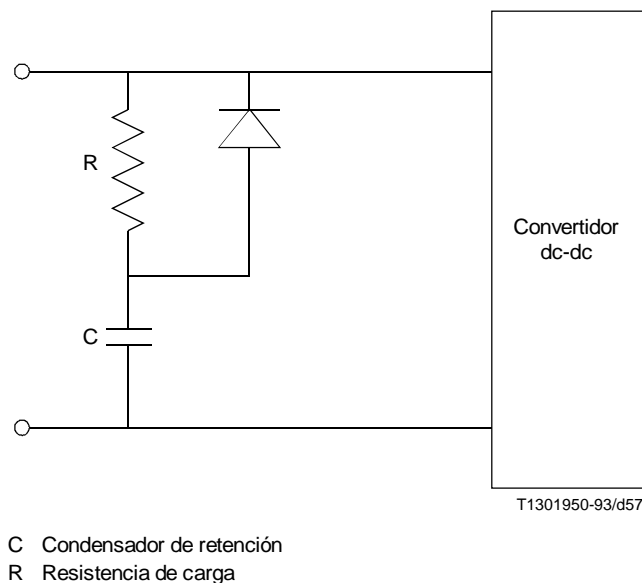 R
Convertidor
dc-dc
C
T1301950-93/d57
C Condensador de retención
R Resistencia de carga